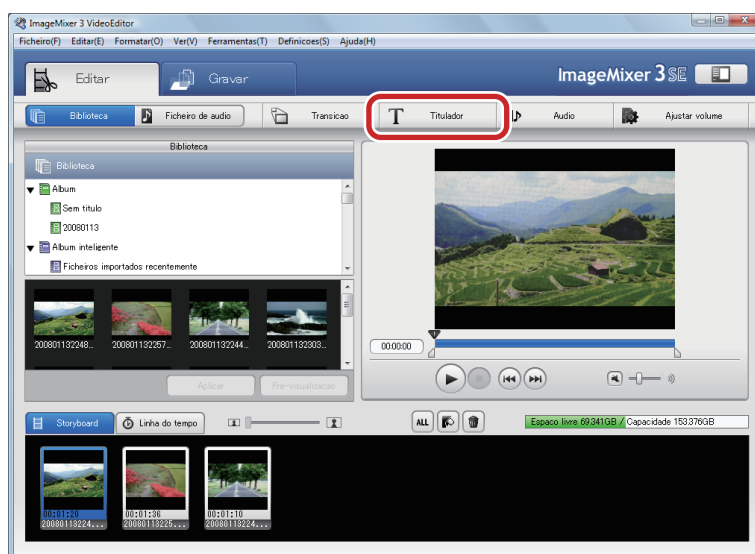 ImageMixer 3 VideoEditor
Ficheiro(F) Editar(E) Formatar(O) Ver(V) Ferramentas(T) Definicoes(S) Ajuda(H)
Editar Gravar ImageMixer 3 SE
Biblioteca Ficheiro de audio Transicao T Titulador Audio Ajustar volume
Biblioteca
Biblioteca
Album
Sem titulo
20080113
Album inteligente
Ficheiros importados recentemente
200801132248... 200801132257... 200801132244... 200801132303...
00:00:00
Aplicar Pre-visualizacao
Storyboard Linha do tempo ALL Espaco livre 69.341GB / Capacidade 153.376GB
00:01:20 00:01:36 00:01:10
20080113224... 20080113225... 20080113224...